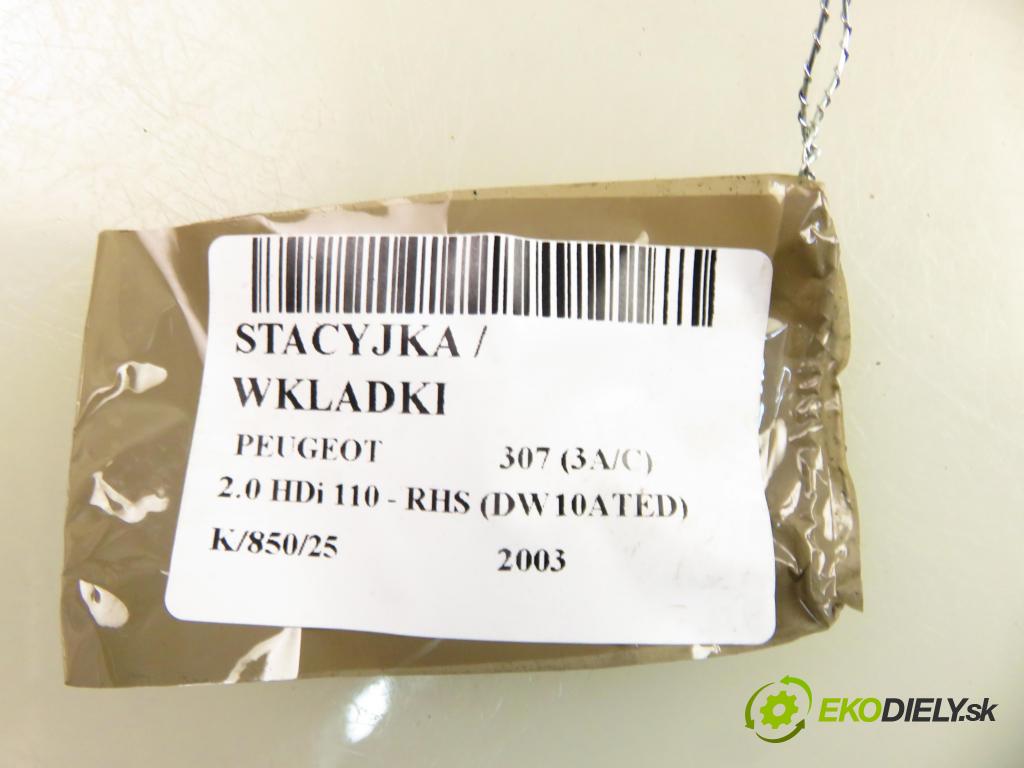 STACYJKA /
WKLADKI
PEUGEOT 307 (3A/C)
2.0 HDi 110 - RHS (DW10ATED)
K/850/25 2003
EKODIELY.sk